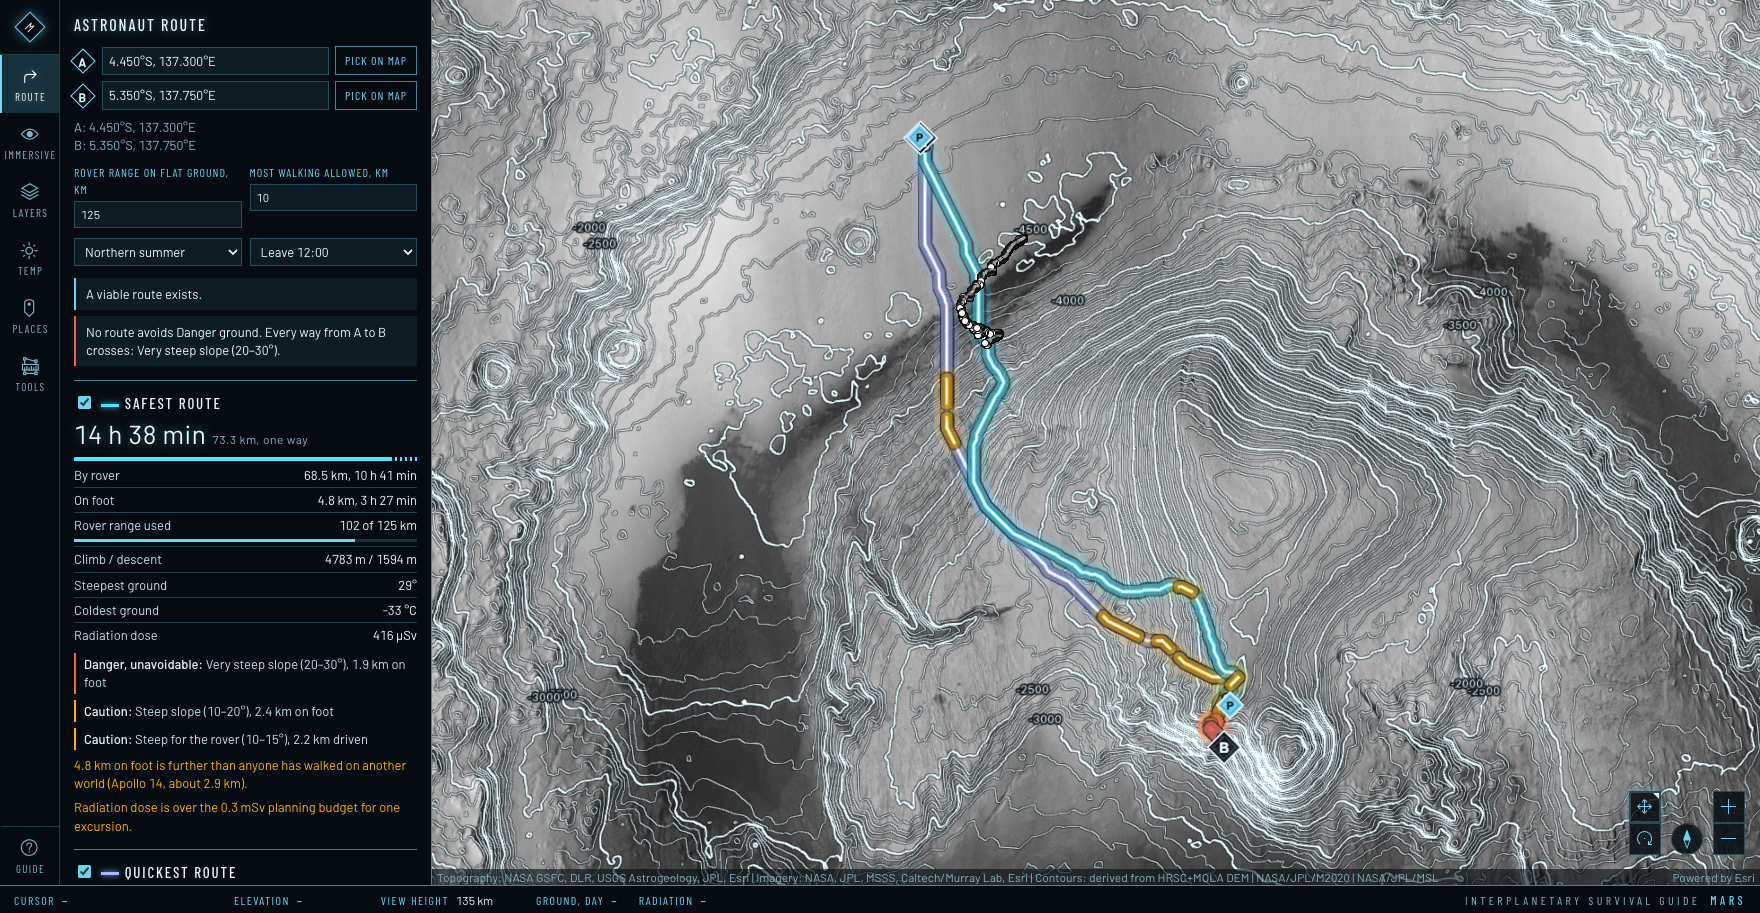 ASTRONAUT ROUTE
A 4.450°S, 137.300°E PICK ON MAP
B 5.350°S, 137.750°E PICK ON MAP
A: 4.450°S, 137.300°E
B: 5.350°S, 137.750°E
ROVER RANGE ON FLAT GROUND, KM
125
MOST WALKING ALLOWED, KM
10
Northern summer
Leave 12:00
A viable route exists.
No route avoids Danger ground. Every way from A to B
crosses: Very steep slope (20–30°).
SAFEST ROUTE
14 h 38 min 73.3 km, one way
By rover 68.5 km, 10 h 41 min
On foot 4.8 km, 3 h 27 min
Rover range used 102 of 125 km
Climb / descent 4783 m / 1594 m
Steepest ground 29°
Coldest ground -33 °C
Radiation dose 416 µSv
Danger, unavoidable: Very steep slope (20–30°), 1.9 km on
foot
Caution: Steep slope (10–20°), 2.4 km on foot
Caution: Steep for the rover (10–15°), 2.2 km driven
4.8 km on foot is further than anyone has walked on another
world (Apollo 14, about 2.9 km).
Radiation dose is over the 0.3 mSv planning budget for one
excursion.
QUICKEST ROUTE
ROUTE
IMMERSIVE
LAYERS
TEMP
PLACES
TOOLS
GUIDE
P
-2000
-2500
-4500
-4000
-4000
-3500
-3000
-2500
-3000
-2000
P
B
Topography: NASA GSFC, DLR, USGS Astrogeology, JPL, Esri | Imagery: NASA, JPL, MSSS, Caltech/Murray Lab, Esri | Contours: derived from HRSC+MOLA DEM | NASA/JPL/M2020 | NASA/JPL/MSL
Powered by Esri
CURSOR – ELEVATION – VIEW HEIGHT 135 km GROUND, DAY – RADIATION –
INTERPLANETARY SURVIVAL GUIDE MARS